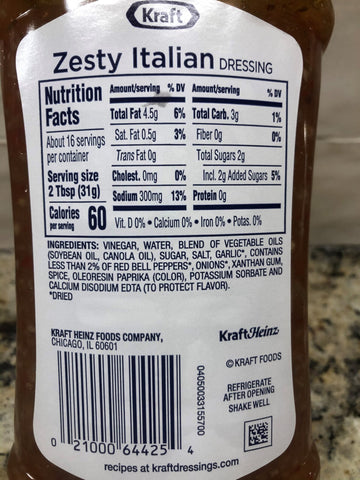 Kraft
Zesty Italian DRESSING
Nutrition Facts
About 16 servings per container
Serving size
2 Tbsp (31g)
Calories per serving 60
Amount/serving % DV
Total Fat 4.5g 6%
Sat. Fat 0.5g 3%
Trans Fat 0g
Cholest. 0mg 0%
Sodium 300mg 13%
Amount/serving % DV
Total Carb. 3g 1%
Fiber 0g 0%
Total Sugars 2g
Incl. 2g Added Sugars 5%
Protein 0g
Vit. D 0% • Calcium 0% • Iron 0% • Potas. 0%
INGREDIENTS: VINEGAR, WATER, BLEND OF VEGETABLE OILS
(SOYBEAN OIL, CANOLA OIL), SUGAR, SALT, GARLIC*, CONTAINS
LESS THAN 2% OF RED BELL PEPPERS*, ONIONS*, XANTHAN GUM,
SPICE, OLEORESIN PAPRIKA (COLOR), POTASSIUM SORBATE AND
CALCIUM DISODIUM EDTA (TO PROTECT FLAVOR).
*DRIED
KRAFT HEINZ FOODS COMPANY,
CHICAGO, IL 60601
KraftHeinz
© KRAFT FOODS
REFRIGERATE
AFTER OPENING
SHAKE WELL
04050033155700
0 21000 64425 4
recipes at kraftdressings.com